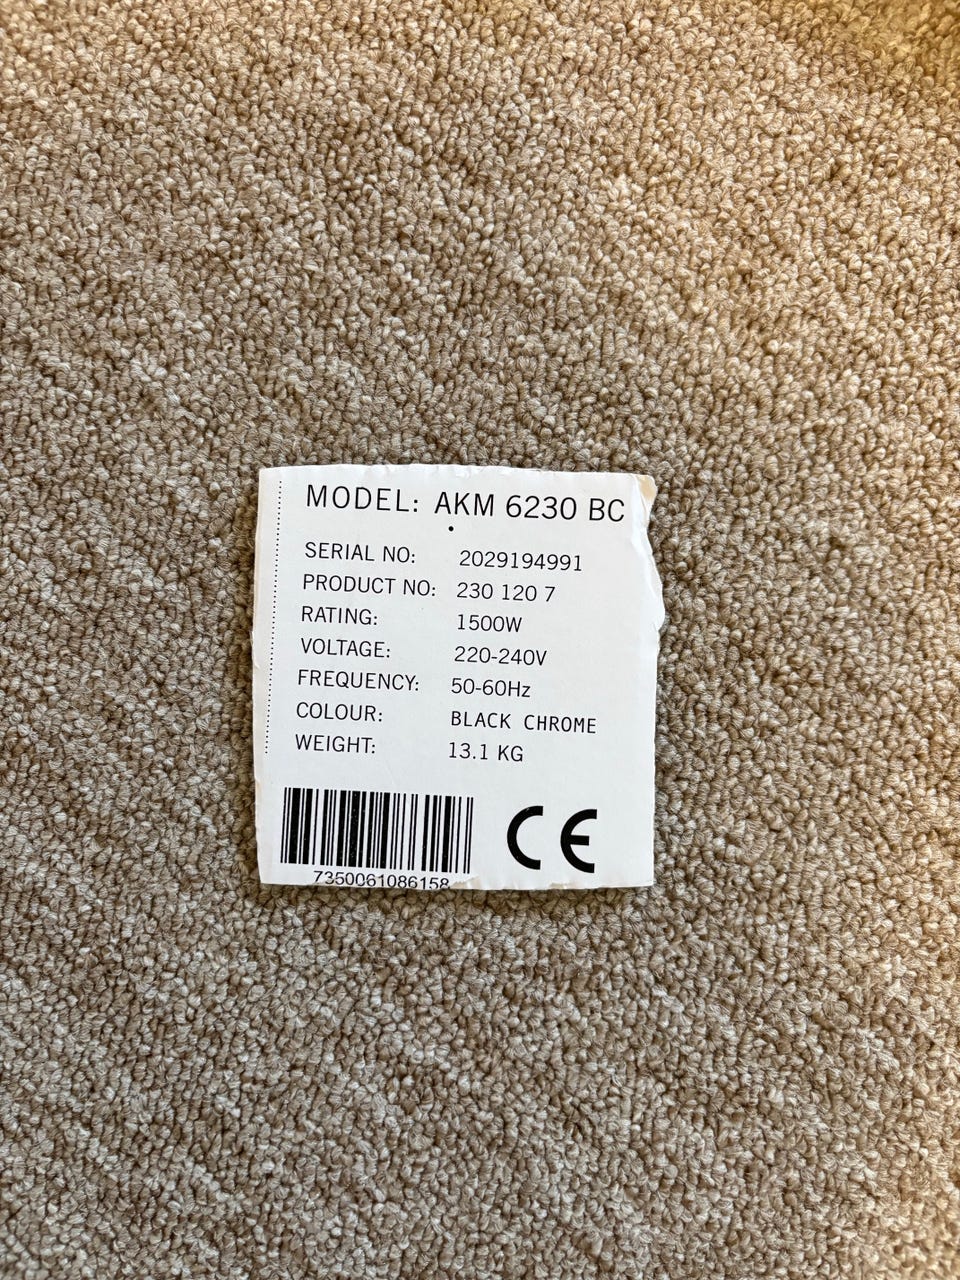 MODEL: AKM 6230 BC
SERIAL NO: 2029194991
PRODUCT NO: 230 120 7
RATING: 1500W
VOLTAGE: 220-240V
FREQUENCY: 50-60Hz
COLOUR: BLACK CHROME
WEIGHT: 13.1 KG
CE
7350061086158